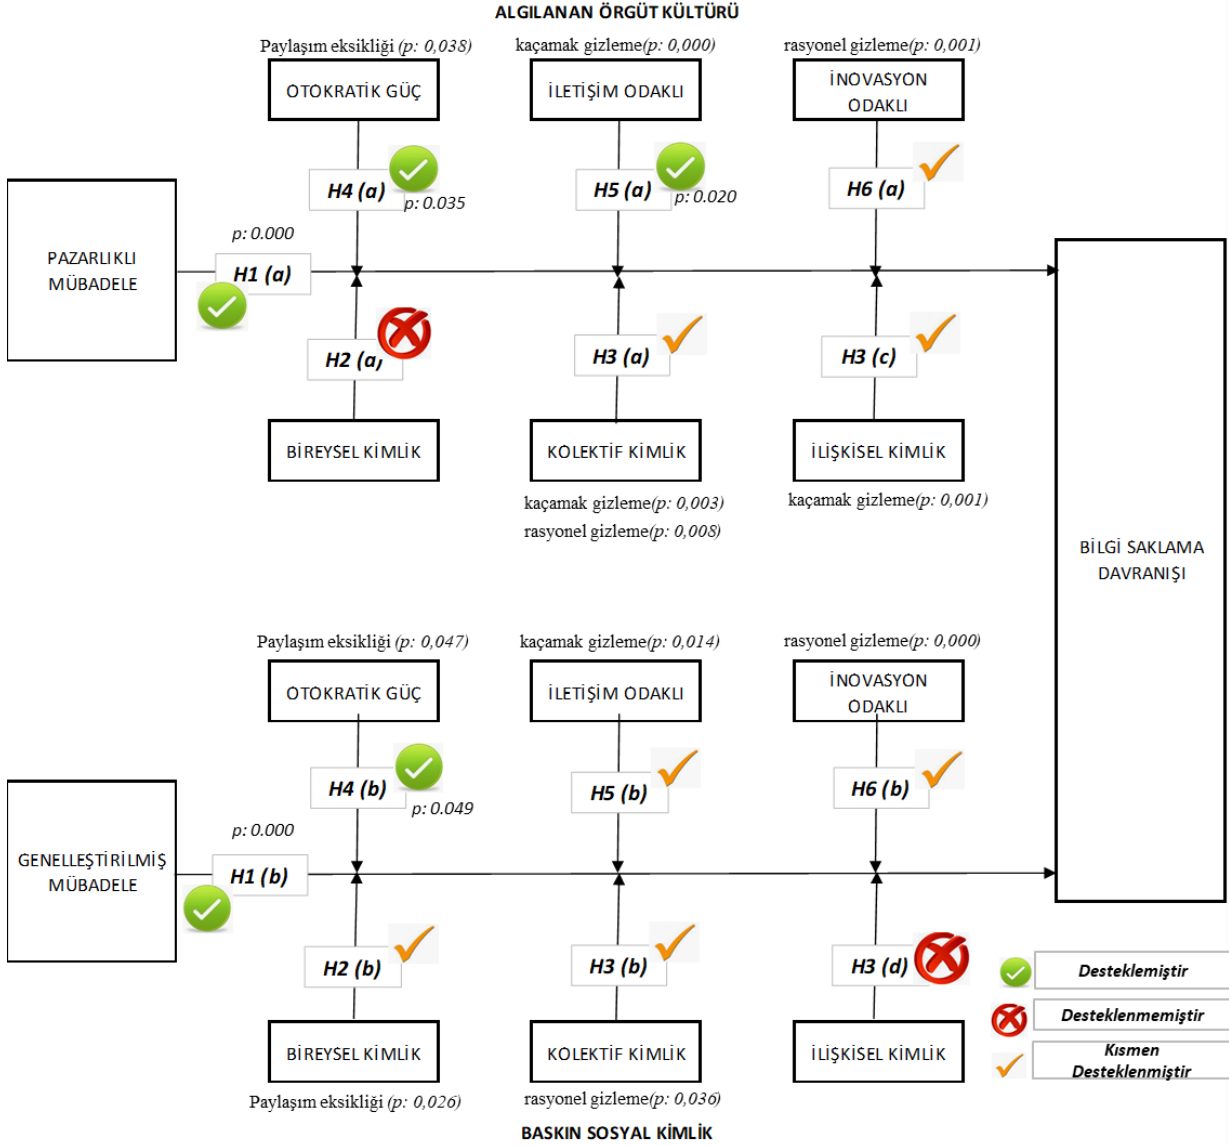 ALGILANAN ÖRGÜT KÜLTÜRÜ
Paylaşım eksikliği (p: 0,038)
kaçamak gizleme(p: 0,000)
rasyonel gizleme(p: 0,001)
OTOKRATİK GÜÇ
İLETİŞİM ODAKLI
İNOVASYON
ODAKLI
H4 (a)
p: 0.035
H5 (a)
p: 0.020
H6 (a)
PAZARLIKLI
MÜBADELE
p: 0.000
H1 (a)
H2 (a)
H3 (a)
H3 (c)
BİREYSEL KİMLİK
KOLEKTİF KİMLİK
İLİŞKİSEL KİMLİK
kaçamak gizleme(p: 0,003)
rasyonel gizleme(p: 0,008)
kaçamak gizleme(p: 0,001)
BİLGİ SAKLAMA
DAVRANIŞI
Paylaşım eksikliği (p: 0,047)
kaçamak gizleme(p: 0,014)
rasyonel gizleme(p: 0,000)
OTOKRATİK GÜÇ
İLETİŞİM ODAKLI
İNOVASYON
ODAKLI
H4 (b)
p: 0.049
H5 (b)
H6 (b)
GENELLEŞTİRİLMİŞ
MÜBADELE
p: 0.000
H1 (b)
H2 (b)
H3 (b)
H3 (d)
BİREYSEL KİMLİK
KOLEKTİF KİMLİK
İLİŞKİSEL KİMLİK
Paylaşım eksikliği (p: 0,026)
rasyonel gizleme(p: 0,036)
Desteklemiştir
Desteklenmemiştir
Kısmen
Desteklenmiştir
BASKIN SOSYAL KİMLİK